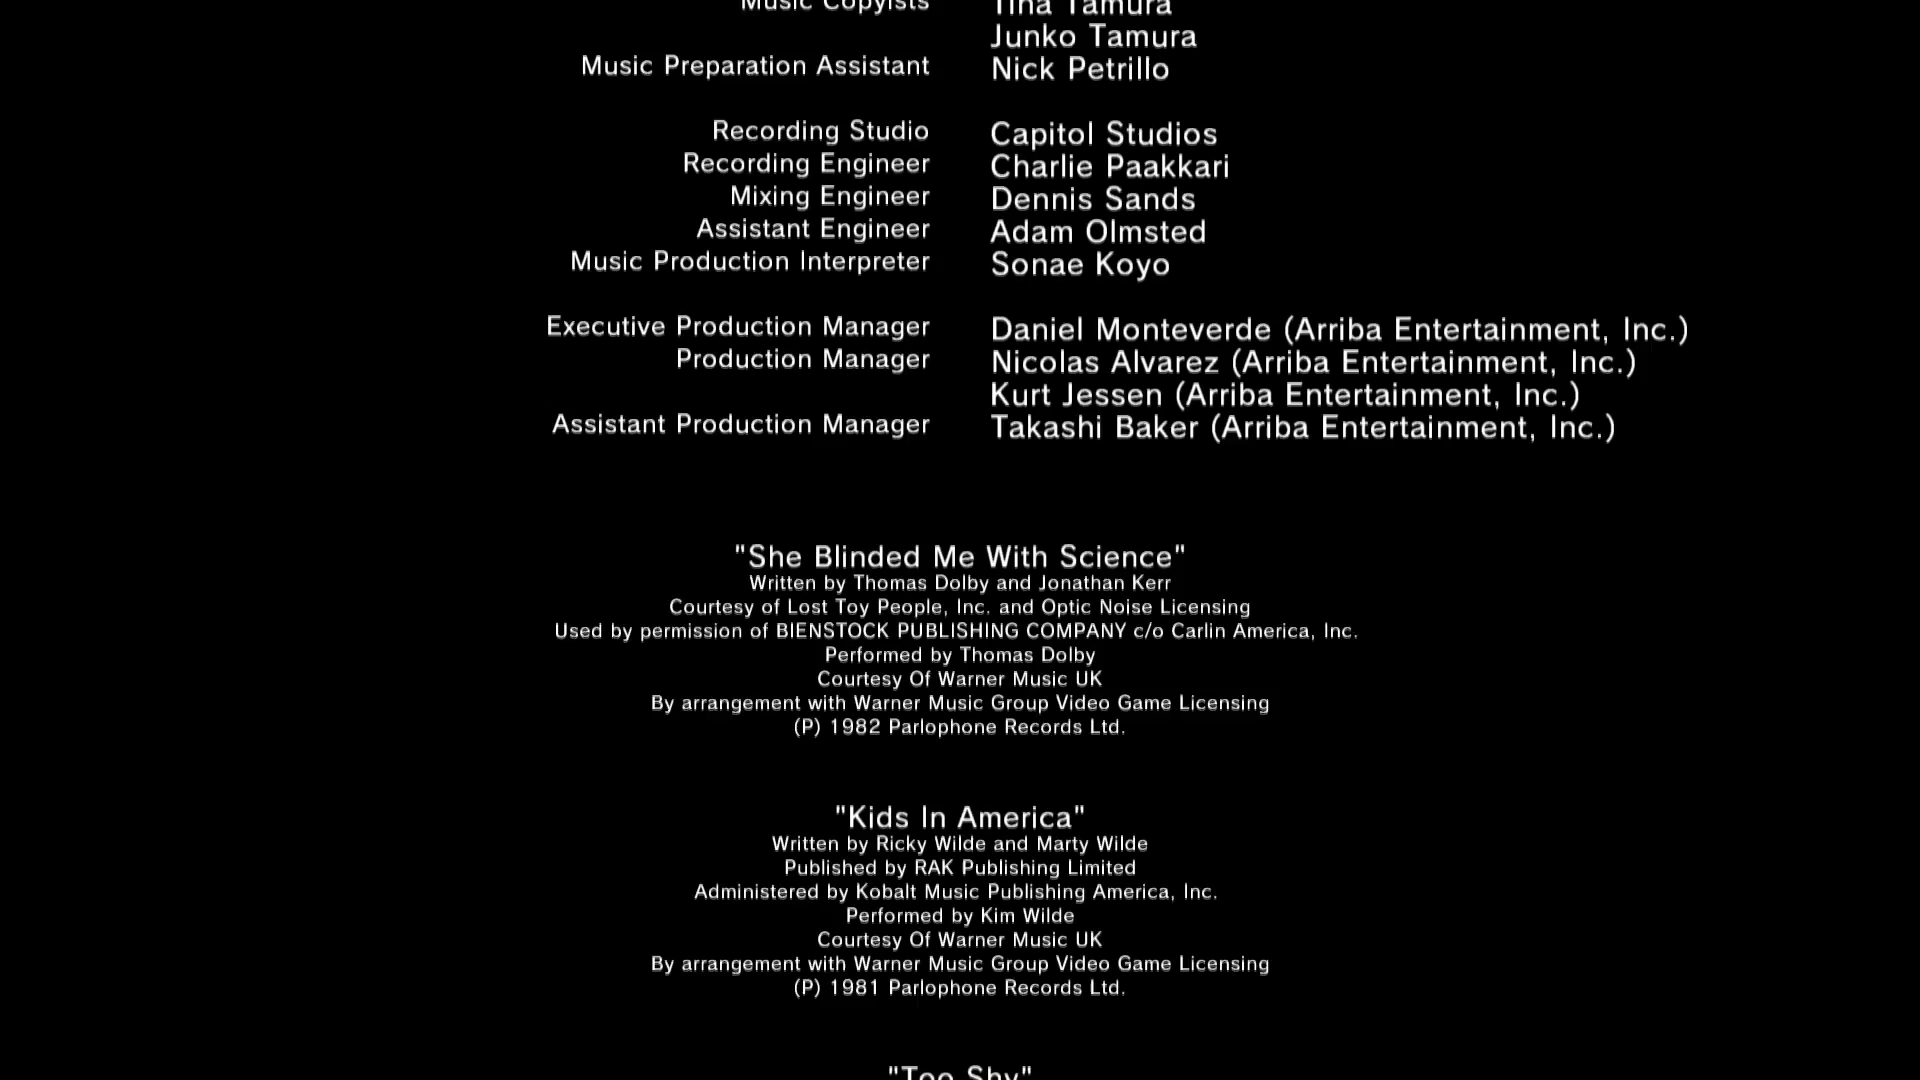 Music Copyists Tina Tamura
Junko Tamura
Music Preparation Assistant Nick Petrillo
Recording Studio Capitol Studios
Recording Engineer Charlie Paakkari
Mixing Engineer Dennis Sands
Assistant Engineer Adam Olmsted
Music Production Interpreter Sonae Koyo
Executive Production Manager Daniel Monteverde (Arriba Entertainment, Inc.)
Production Manager Nicolas Alvarez (Arriba Entertainment, Inc.)
Kurt Jessen (Arriba Entertainment, Inc.)
Assistant Production Manager Takashi Baker (Arriba Entertainment, Inc.)
"She Blinded Me With Science"
Written by Thomas Dolby and Jonathan Kerr
Courtesy of Lost Toy People, Inc. and Optic Noise Licensing
Used by permission of BIENSTOCK PUBLISHING COMPANY c/o Carlin America, Inc.
Performed by Thomas Dolby
Courtesy Of Warner Music UK
By arrangement with Warner Music Group Video Game Licensing
(P) 1982 Parlophone Records Ltd.
"Kids In America"
Written by Ricky Wilde and Marty Wilde
Published by RAK Publishing Limited
Administered by Kobalt Music Publishing America, Inc.
Performed by Kim Wilde
Courtesy Of Warner Music UK
By arrangement with Warner Music Group Video Game Licensing
(P) 1981 Parlophone Records Ltd.
"Too Shy"